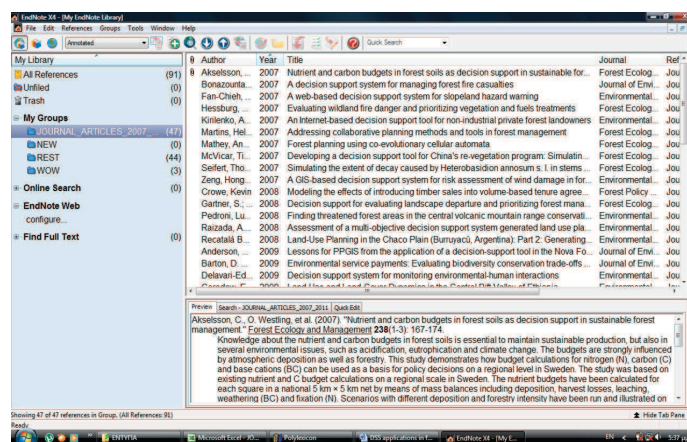 EndNote X4 - [My EndNote Library]
File Edit References Groups Tools Window Help
Annotated
Quick Search
My Library
All References (91)
Unfiled (0)
Trash (0)
My Groups
JOURNAL_ARTICLES_2007_... (47)
NEW (0)
REST (44)
WOW (3)
Online Search (0)
EndNote Web
configure...
Find Full Text (0)
Author Year Title Journal Ref
Akselsson, ... 2007 Nutrient and carbon budgets in forest soils as decision support in sustainable for... Forest Ecolog... Jou
Bonazounta... 2007 A decision support system for managing forest fire casualties Journal of Envi... Jou
Fan-Chieh, ... 2007 A web-based decision support system for slopeland hazard warning Environmental... Jou
Hessburg, ... 2007 Evaluating wildland fire danger and prioritizing vegetation and fuels treatments Forest Ecolog... Jou
Kirilenko, A... 2007 An Internet-based decision support tool for non-industrial private forest landowners Environmental... Jou
Martins, Hel... 2007 Addressing collaborative planning methods and tools in forest management Forest Ecolog... Jou
Mathey, An... 2007 Forest planning using co-evolutionary cellular automata Forest Ecolog... Jou
McVicar, Ti... 2007 Developing a decision support tool for China's re-vegetation program: Simulatin... Forest Ecolog... Jou
Seifert, Tho... 2007 Simulating the extent of decay caused by Heterobasidion annosum s. l. in stems ... Forest Ecolog... Jou
Zeng, Hong... 2007 A GIS-based decision support system for risk assessment of wind damage in for... Environmental... Jou
Crowe, Kevin 2008 Modeling the effects of introducing timber sales into volume-based tenure agree... Forest Policy ... Jou
Gartner, S.; ... 2008 Decision support for evaluating landscape departure and prioritizing forest mana... Forest Ecolog... Jou
Pedroni, Lu... 2008 Finding threatened forest areas in the central volcanic mountain range conservati... Environmental... Jou
Raizada, A... 2008 Assessment of a multi-objective decision support system generated land use pla... Environmental... Jou
Recatalá B... 2008 Land-Use Planning in the Chaco Plain (Burruyacú, Argentina): Part 2: Generating... Environmental... Jou
Anderson, ... 2009 Lessons for PPGIS from the application of a decision-support tool in the Nova Fo... Journal of Envi... Jou
Barton, D. ... 2009 Environmental service payments: Evaluating biodiversity conservation trade-offs ... Journal of Envi... Jou
Delavari-Ed... 2009 Decision support system for monitoring environmental-human interactions Environmental... Jou
2009 Land Use and Land Cover Dynamics in the Central Rift Valley of Ethiopia Environmental... Jou
Preview Search - JOURNAL_ARTICLES_2007_2011 Quick Edit
Akselsson, C., O. Westling, et al. (2007). "Nutrient and carbon budgets in forest soils as decision support in sustainable forest
management." Forest Ecology and Management 238(1-3): 167-174.
Knowledge about the nutrient and carbon budgets in forest soils is essential to maintain sustainable production, but also in
several environmental issues, such as acidification, eutrophication and climate change. The budgets are strongly influenced
by atmospheric deposition as well as forestry. This study demonstrates how budget calculations for nitrogen (N), carbon (C)
and base cations (BC) can be used as a basis for policy decisions on a regional level in Sweden. The study was based on
existing nutrient and C budget calculations on a regional scale in Sweden. The nutrient budgets have been calculated for
each square in a national 5 km × 5 km net by means of mass balances including deposition, harvest losses, leaching,
weathering (BC) and fixation (N). Scenarios with different deposition and forestry intensity have been run and illustrated on
Showing 47 of 47 references in Group. (All References: 91)
Hide Tab Pane
ΕΝΤΥΠΑ
Microsoft Excel - JO...
Polylexicon
DSS applications in f...
EndNote X4 - [My E...
EN
5:37 μμ